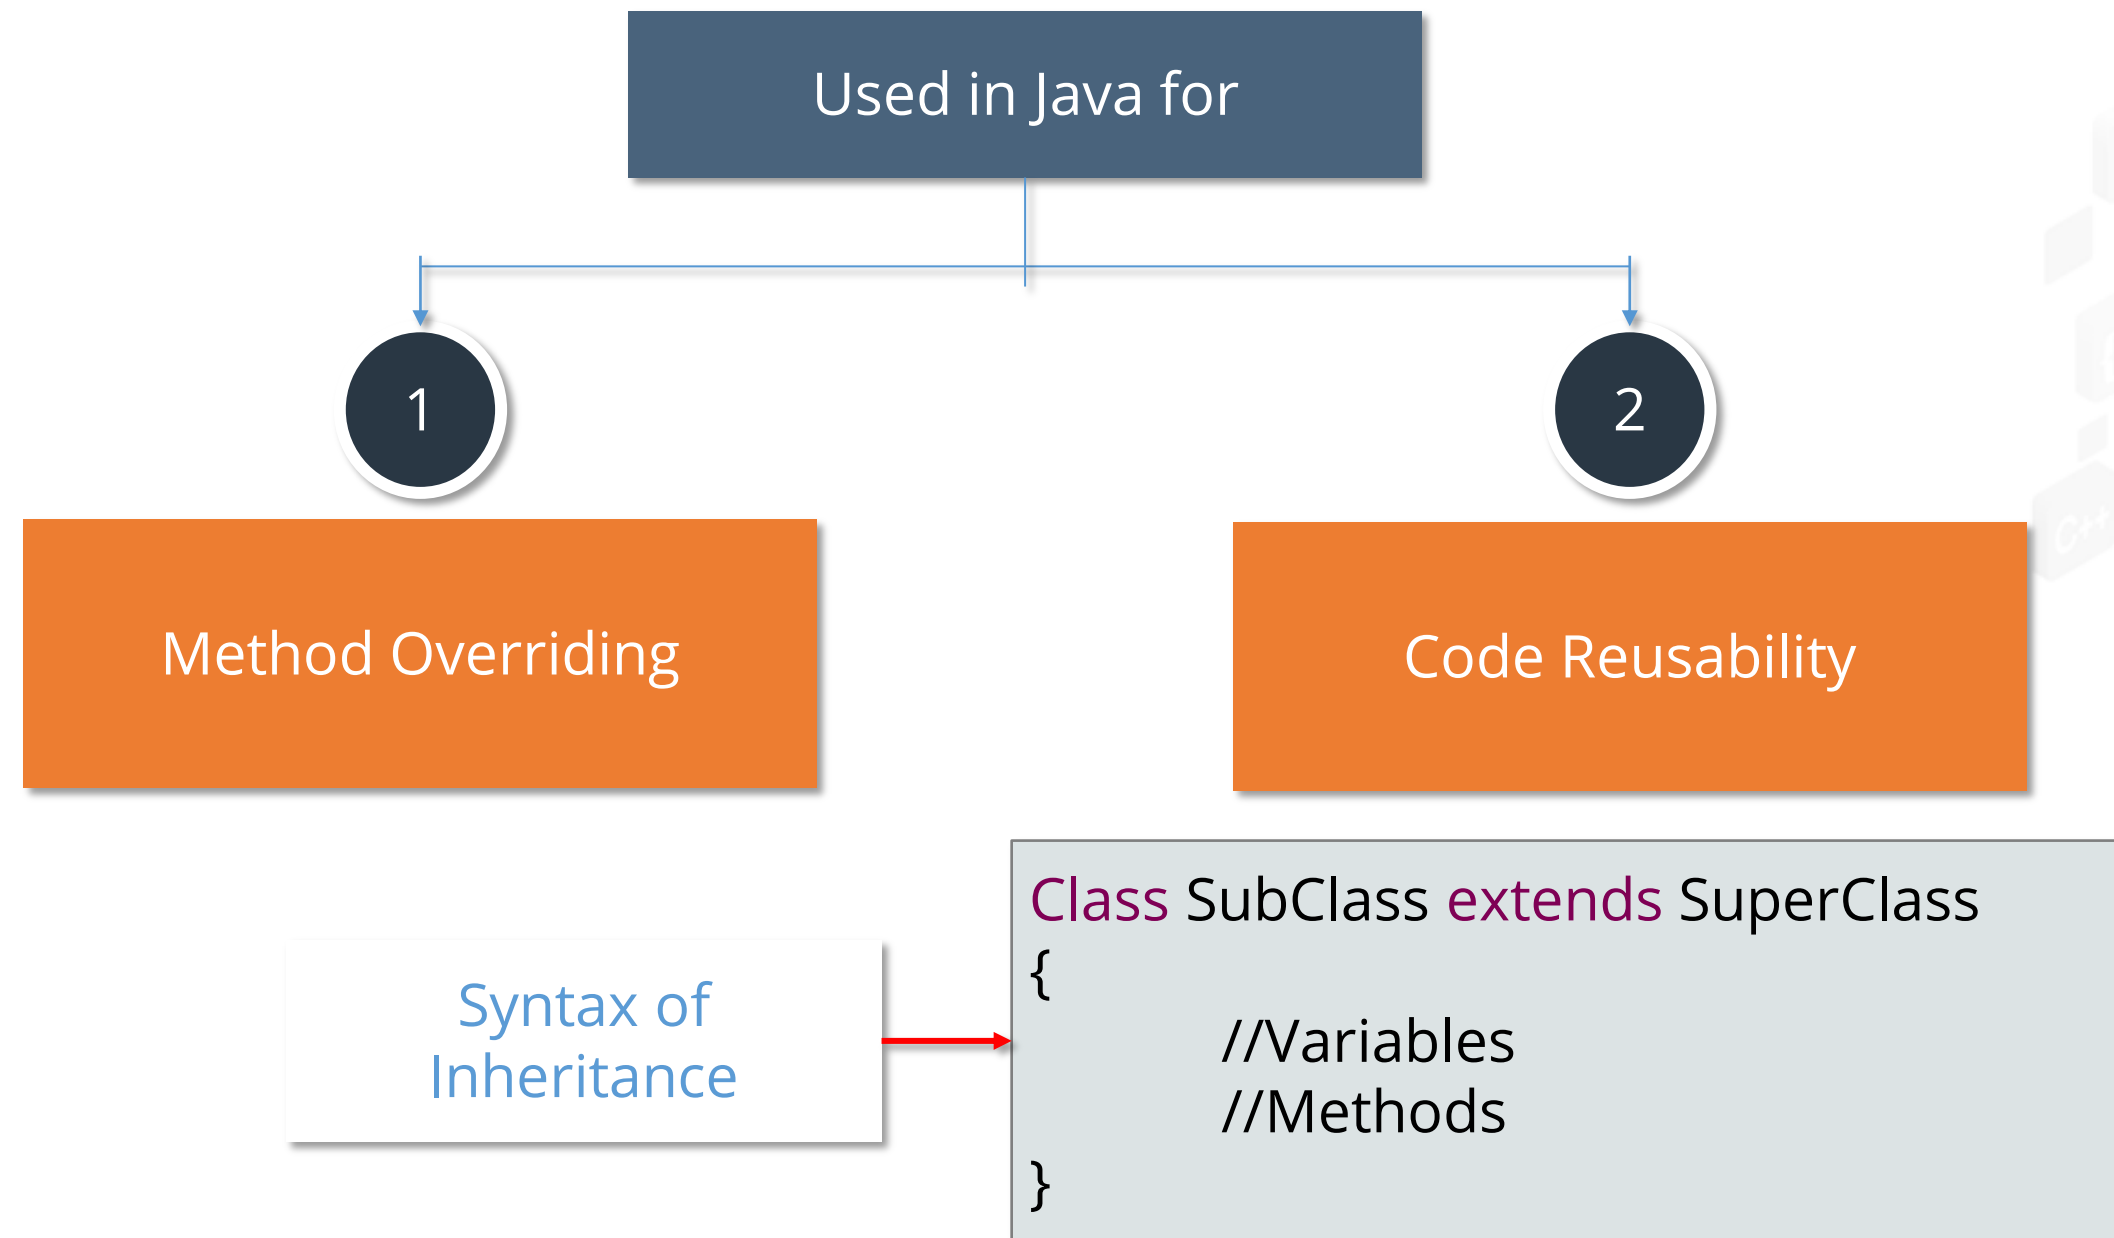 Used in Java for
1
2
Method Overriding
Code Reusability
Syntax of
Inheritance
Class SubClass extends SuperClass
{
//Variables
//Methods
}
C++